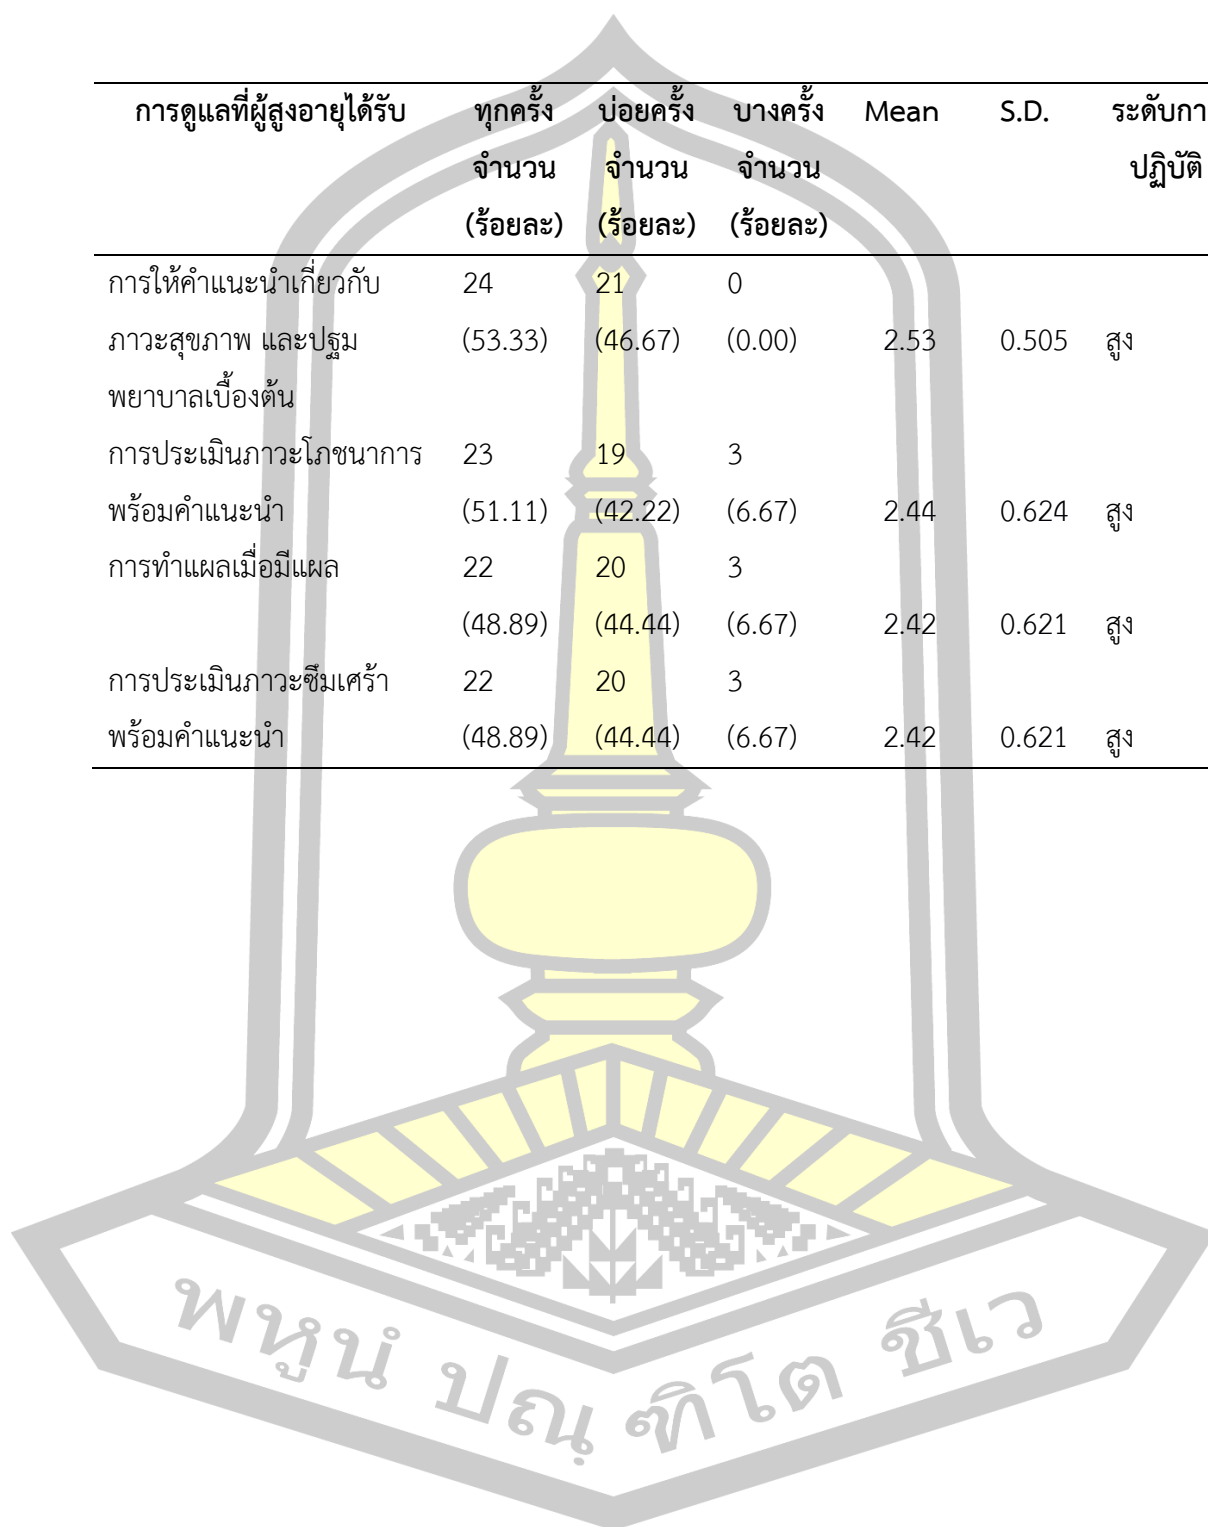 การดูแลที่ผู้สูงอายุได้รับ ทุกครั้ง บ่อยครั้ง บางครั้ง Mean S.D. ระดับกา
จำนวน จำนวน จำนวน ปฏิบัติ
(ร้อยละ) (ร้อยละ) (ร้อยละ)
การให้คำแนะนำเกี่ยวกับ 24 21 0
ภาวะสุขภาพ และปฐม (53.33) (46.67) (0.00) 2.53 0.505 สูง
พยาบาลเบื้องต้น
การประเมินภาวะโภชนาการ 23 19 3
พร้อมคำแนะนำ (51.11) (42.22) (6.67) 2.44 0.624 สูง
การทำแผลเมื่อมีแผล 22 20 3
(48.89) (44.44) (6.67) 2.42 0.621 สูง
การประเมินภาวะซึมเศร้า 22 20 3
พร้อมคำแนะนำ (48.89) (44.44) (6.67) 2.42 0.621 สูง
พหูนํ ปณฺ ฑิโต ชีเว